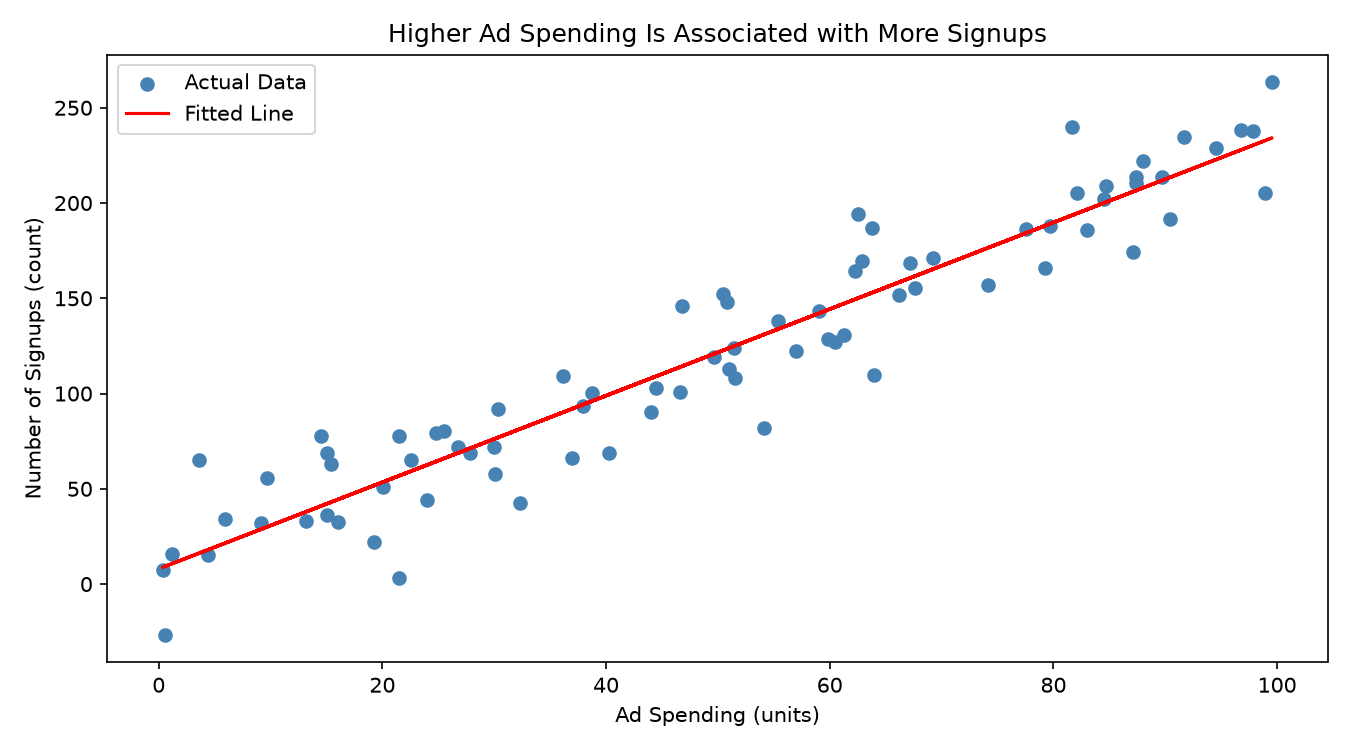 Higher Ad Spending Is Associated with More Signups
Actual Data
Fitted Line
Number of Signups (count)
250
200
150
100
50
0
0 20 40 60 80 100
Ad Spending (units)